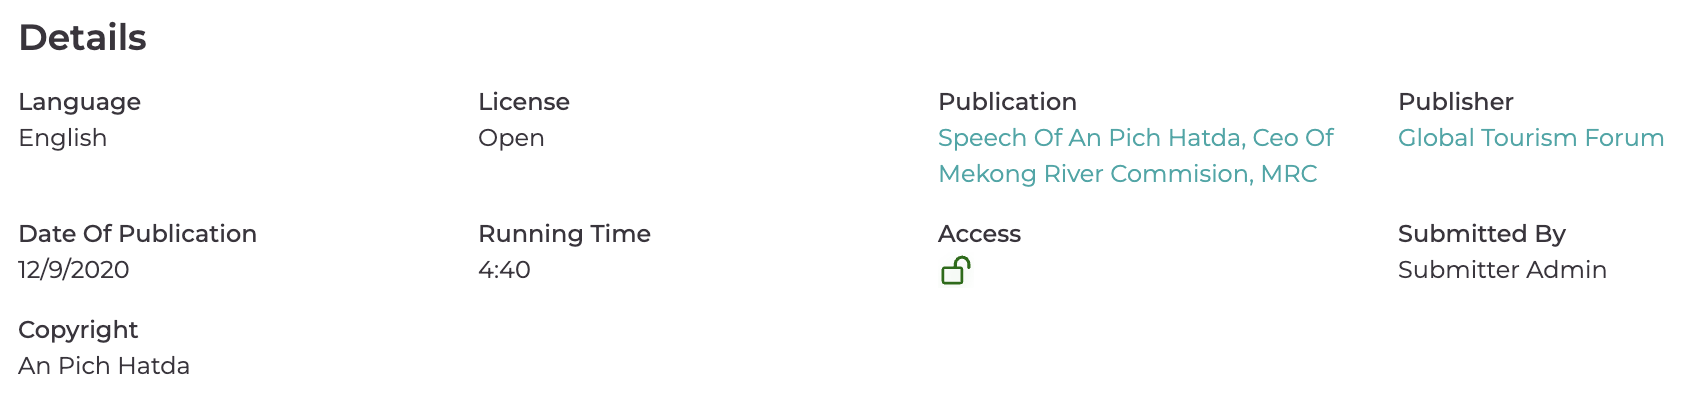 Details
Language
English
License
Open
Publication
Speech Of An Pich Hatda, Ceo Of
Mekong River Commision, MRC
Publisher
Global Tourism Forum
Date Of Publication
12/9/2020
Running Time
4:40
Access
Submitted By
Submitter Admin
Copyright
An Pich Hatda